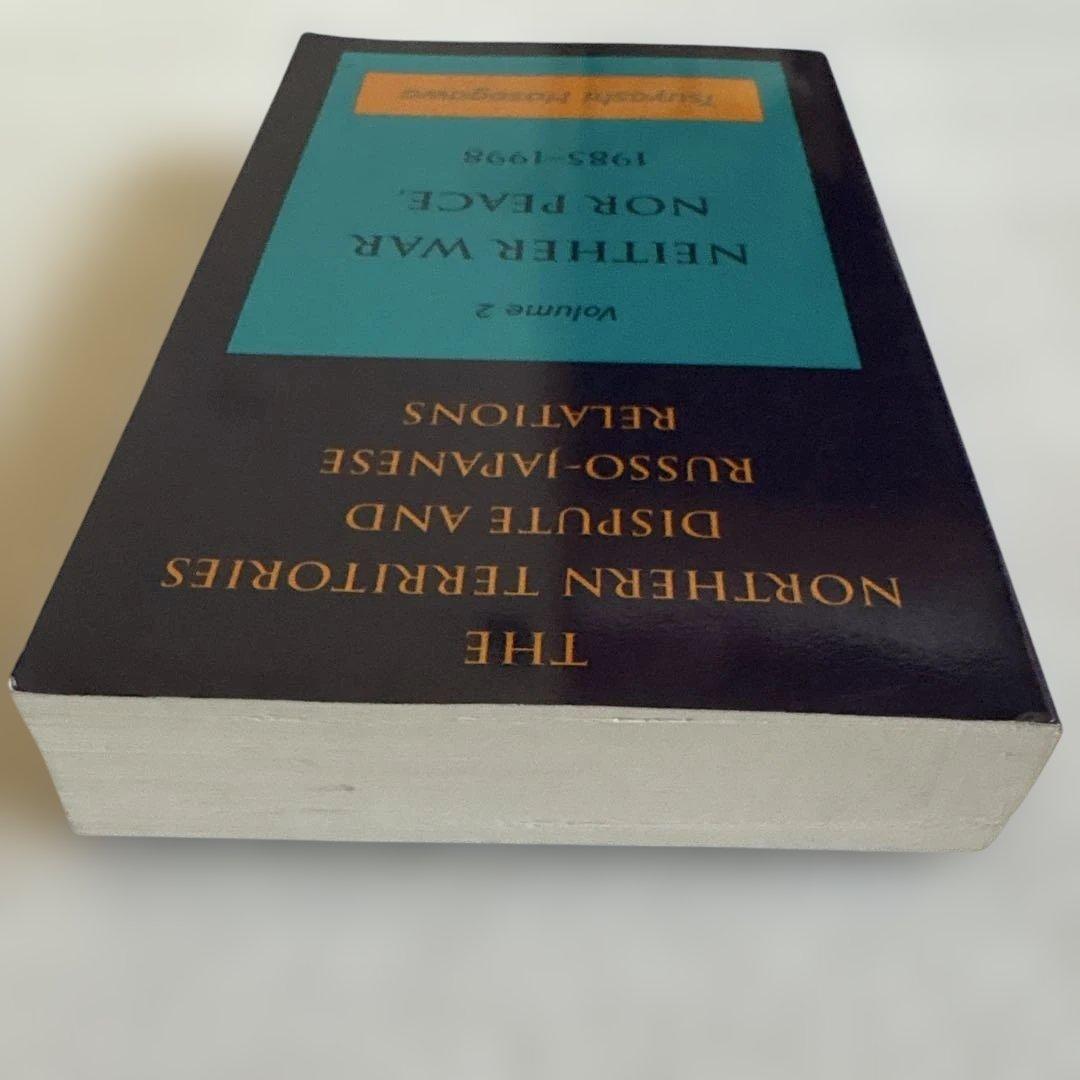 THE
NORTHERN TERRITORIES
DISPUTE AND
RUSSO-JAPANESE
RELATIONS
Volume 2
NEITHER WAR
NOR PEACE,
1985–1998
Tsuyoshi Hasegawa